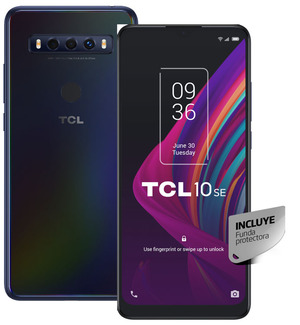 TCL
09
36
June 30
Tuesday
TCL 10 SE
Use fingerprint or swipe up to unlock
INCLUYE
Funda
protectora